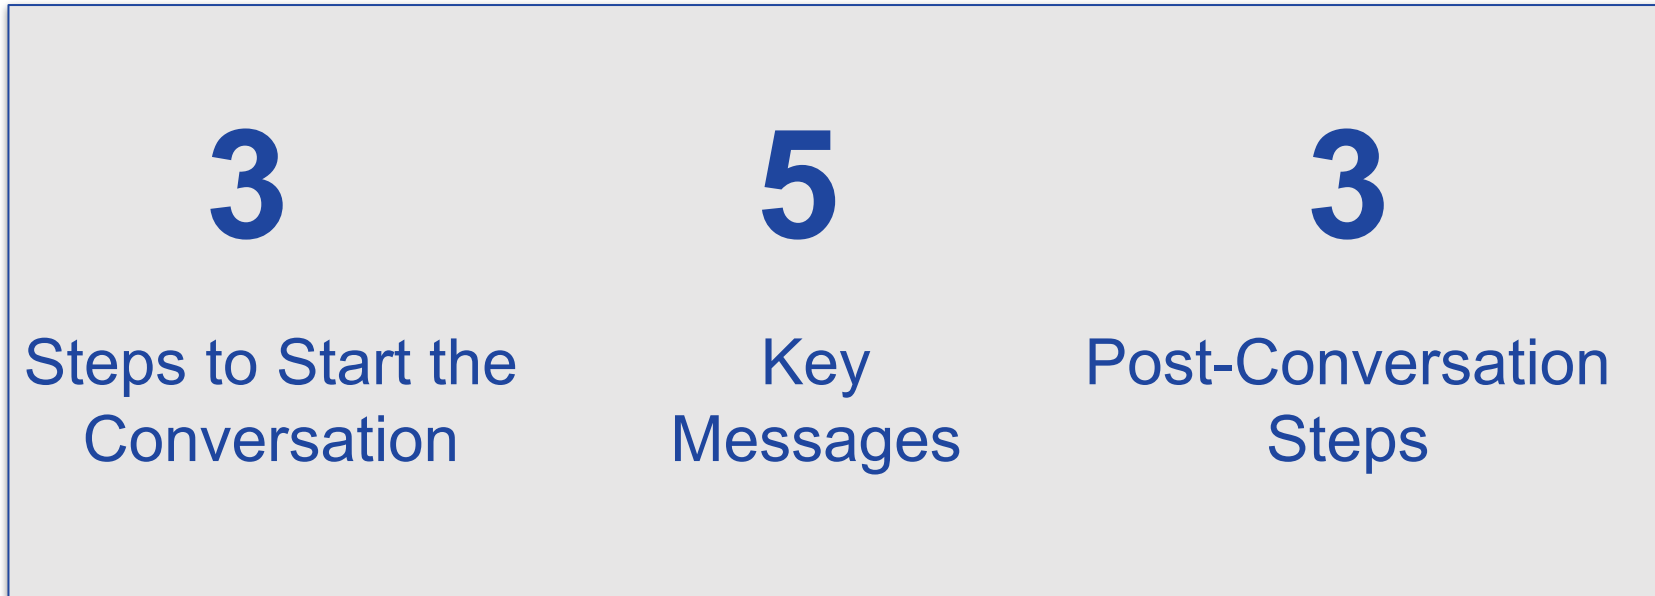 3
Steps to Start the
Conversation
5
Key
Messages
3
Post-Conversation
Steps